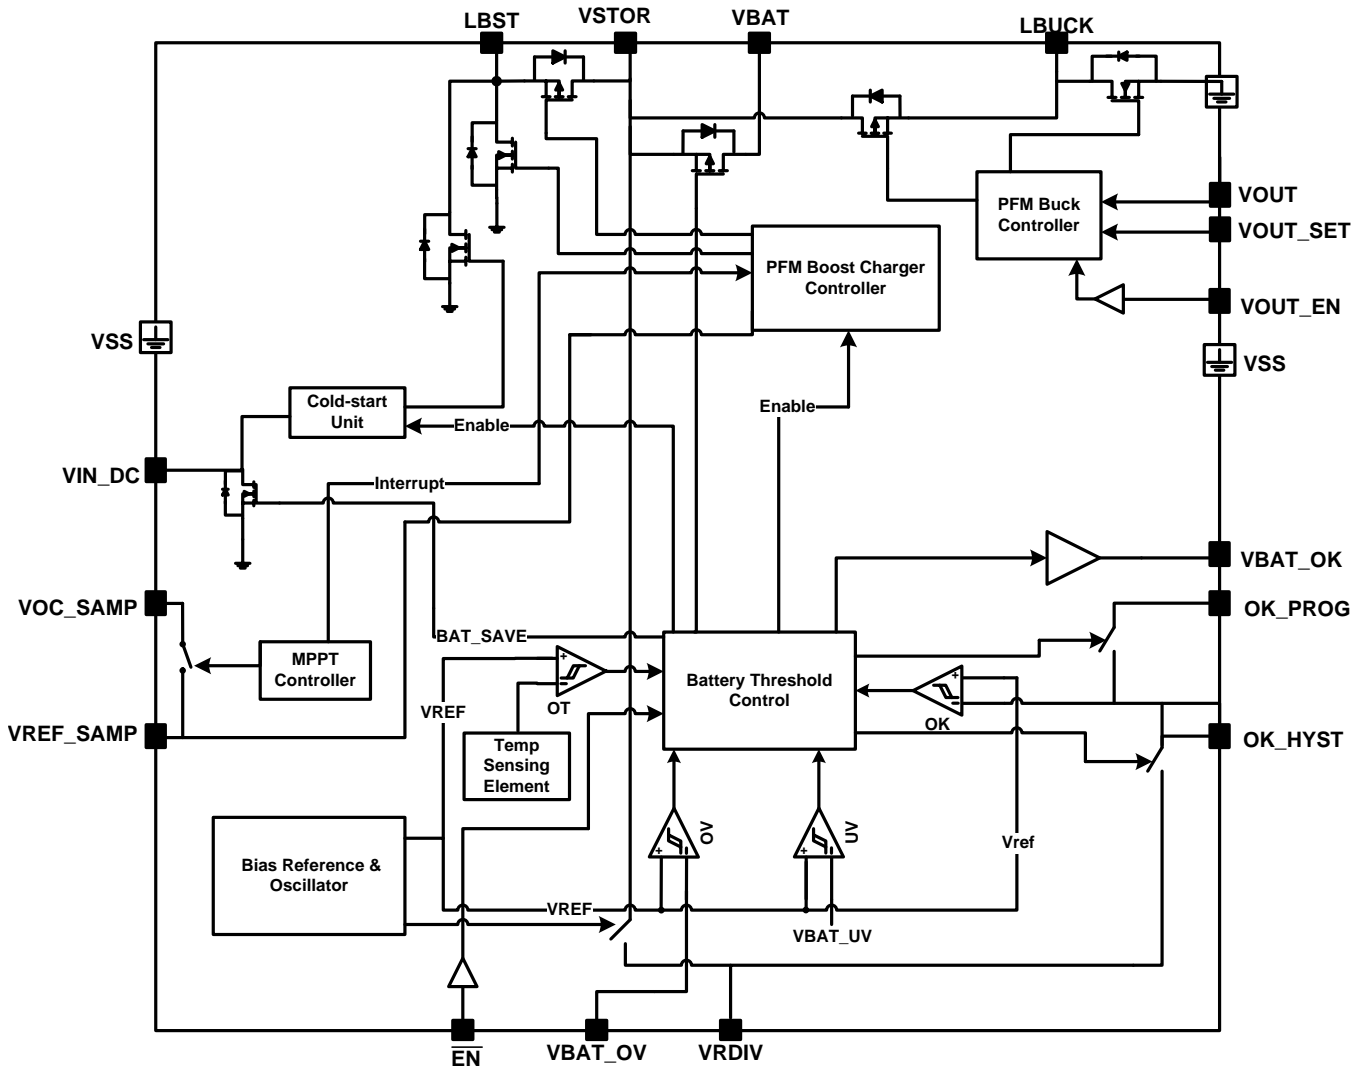 LBST
VSTOR
VBAT
LBUCK
VOUT
VOUT_SET
VOUT_EN
VSS
PFM Buck
Controller
PFM Boost Charger
Controller
VSS
Cold-start
Unit
Enable
Enable
VIN_DC
Interrupt
VBAT_OK
VOC_SAMP
OK_PROG
BAT_SAVE
MPPT
Controller
+
–
OT
VREF
Battery Threshold
Control
+
–
OK
VREF_SAMP
OK_HYST
Temp
Sensing
Element
Bias Reference &
Oscillator
+
–
OV
+
–
UV
Vref
VREF
VBAT_UV
EN
VBAT_OV
VRDIV